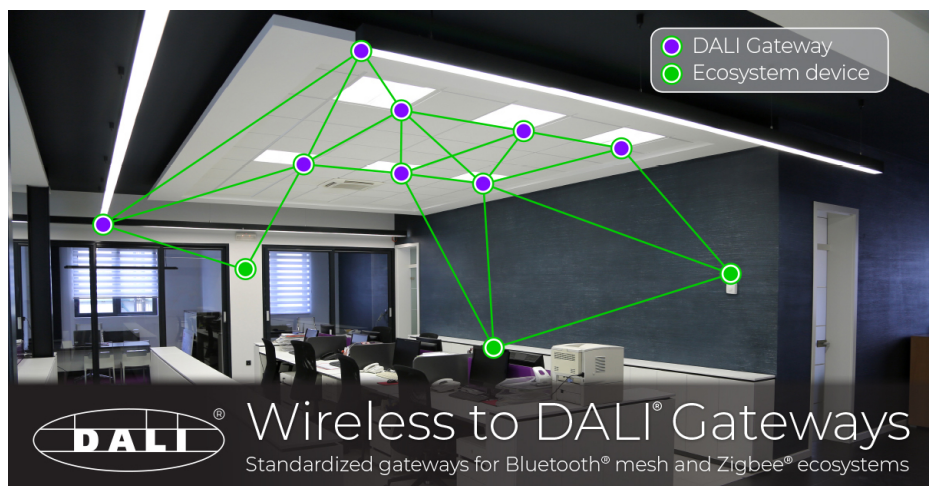 DALI Gateway
Ecosystem device
DALI®
Wireless to DALI® Gateways
Standardized gateways for Bluetooth® mesh and Zigbee® ecosystems